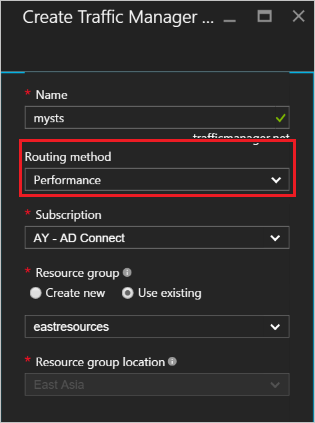 Create Traffic Manager ...
* Name
mysts
trafficmanager.net
Routing method
Performance
* Subscription
AY - AD Connect
* Resource group
Create new Use existing
eastresources
* Resource group location
East Asia